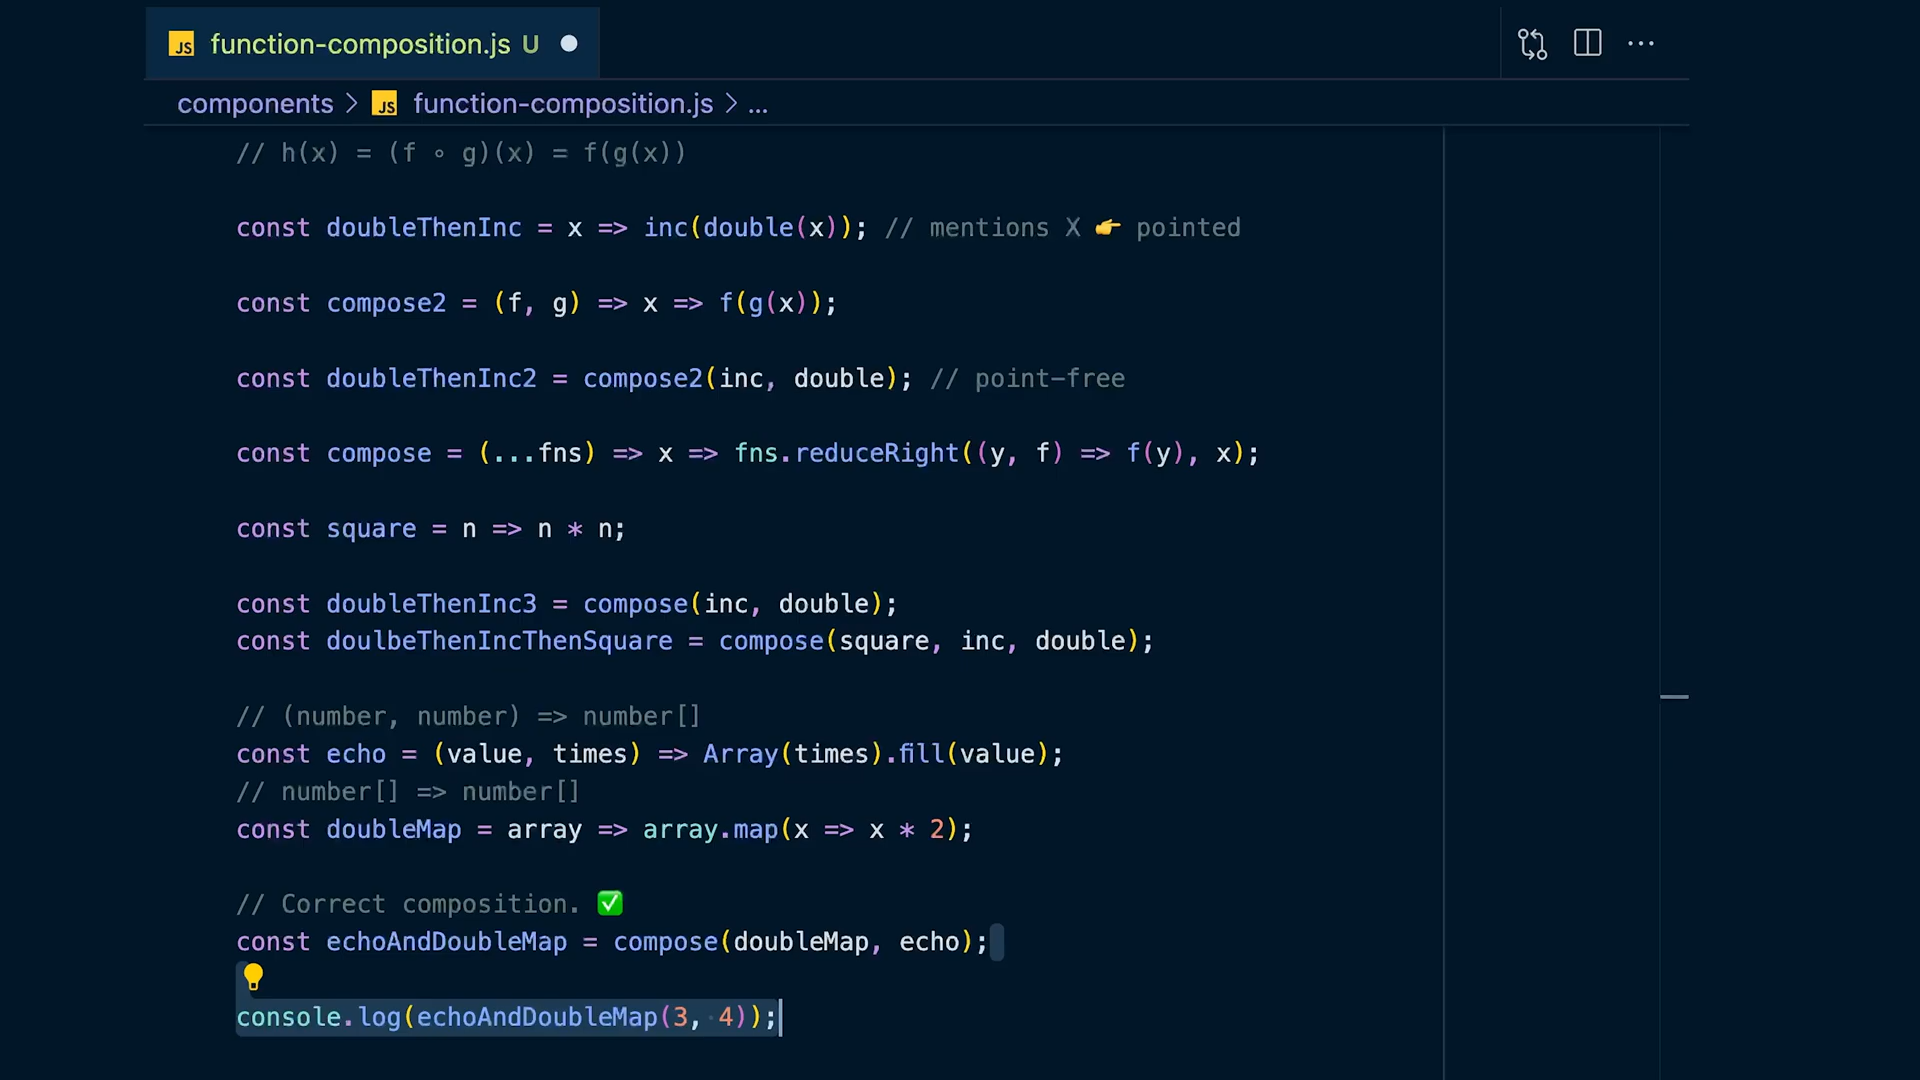 JS function-composition.js U
components > JS function-composition.js > ...
// h(x) = (f ∘ g)(x) = f(g(x))
const doubleThenInc = x => inc(double(x)); // mentions X 👉 pointed
const compose2 = (f, g) => x => f(g(x));
const doubleThenInc2 = compose2(inc, double); // point-free
const compose = (...fns) => x => fns.reduceRight((y, f) => f(y), x);
const square = n => n * n;
const doubleThenInc3 = compose(inc, double);
const doulbeThenIncThenSquare = compose(square, inc, double);
// (number, number) => number[]
const echo = (value, times) => Array(times).fill(value);
// number[] => number[]
const doubleMap = array => array.map(x => x * 2);
// Correct composition. ✅
const echoAndDoubleMap = compose(doubleMap, echo);
console.log(echoAndDoubleMap(3, 4));